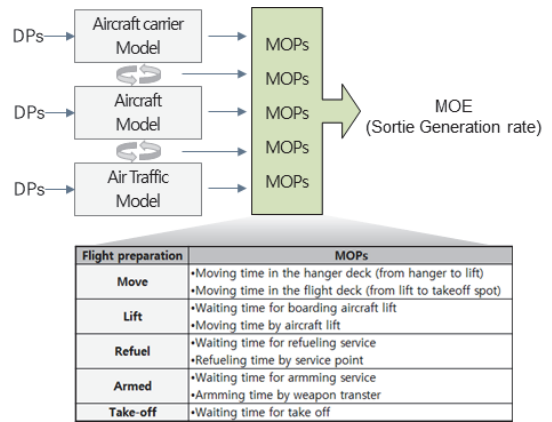 DPs
Aircraft carrier
Model
MOPs
DPs
Aircraft
Model
MOPs
MOPs
MOPs
MOPs
DPs
Air Traffic
Model
MOE
(Sortie Generation rate)
Flight preparation MOPs
Move
•Moving time in the hanger deck (from hanger to lift)
•Moving time in the flight deck (from lift to takeoff spot)
Lift
•Waiting time for boarding aircraft lift
•Moving time by aircraft lift
Refuel
•Waiting time for refueling service
•Refueling time by service point
Armed
•Waiting time for armming service
•Armming time by weapon transter
Take-off •Waiting time for take off